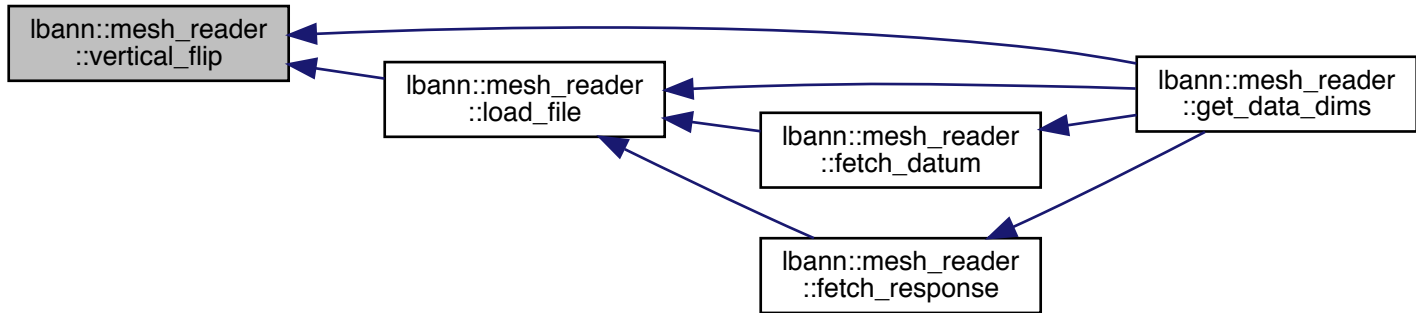 lbann::mesh_reader
::vertical_flip
lbann::mesh_reader
::load_file
lbann::mesh_reader
::get_data_dims
lbann::mesh_reader
::fetch_datum
lbann::mesh_reader
::fetch_response